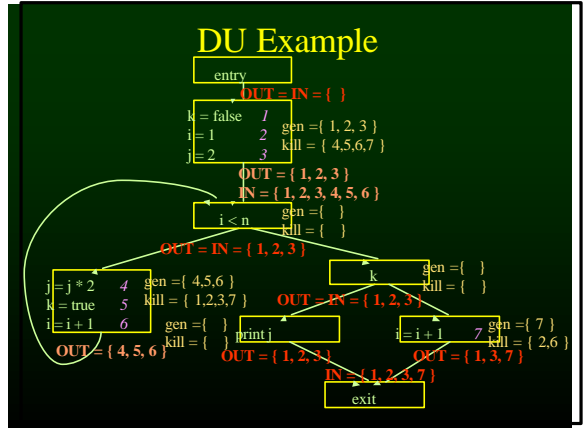 DU Example
entry
OUT = IN = { }
k = false 1
i = 1 2
j = 2 3
gen ={ 1, 2, 3 }
kill = { 4,5,6,7 }
OUT = { 1, 2, 3 }
IN = { 1, 2, 3, 4, 5, 6 }
i < n
gen ={ }
kill = { }
OUT = IN = { 1, 2, 3 }
k
gen ={ }
kill = { }
j = j * 2 4
k = true 5
i = i + 1 6
gen ={ 4,5,6 }
kill = { 1,2,3,7 }
OUT = { 4, 5, 6 }
OUT = IN = { 1, 2, 3 }
gen ={ }
kill = { }
print j
OUT = { 1, 2, 3 }
i = i + 1 7
gen ={ 7 }
kill = { 2,6 }
OUT = { 1, 3, 7 }
IN = { 1, 2, 3, 7 }
exit